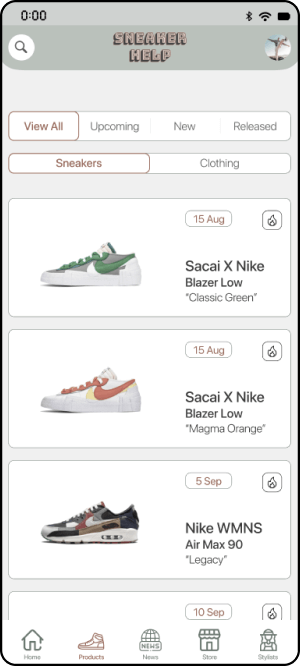 0:00
SNEAKER
HELP
View All
Upcoming
New
Released
Sneakers
Clothing
15 Aug
Sacai X Nike
Blazer Low
“Classic Green”
15 Aug
Sacai X Nike
Blazer Low
“Magma Orange”
5 Sep
Nike WMNS
Air Max 90
“Legacy”
10 Sep
NEWS
Home
Products
News
Store
Stylists